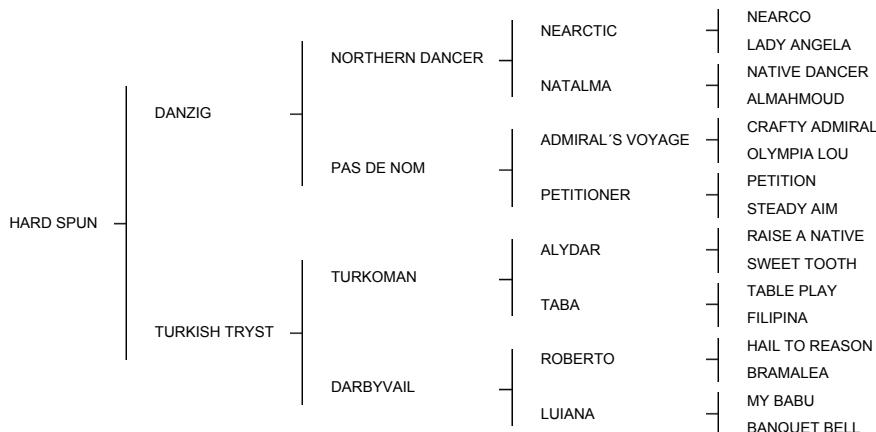 NEARCO
NEARCTIC
LADY ANGELA
NORTHERN DANCER
NATIVE DANCER
NATALMA
ALMAHMOUD
DANZIG
CRAFTY ADMIRAL
ADMIRAL´S VOYAGE
OLYMPIA LOU
PAS DE NOM
PETITION
PETITIONER
STEADY AIM
HARD SPUN
RAISE A NATIVE
ALYDAR
SWEET TOOTH
TURKOMAN
TABLE PLAY
TABA
FILIPINA
TURKISH TRYST
HAIL TO REASON
ROBERTO
BRAMALEA
DARBYVAIL
MY BABU
LUIANA
BANQUET BELL